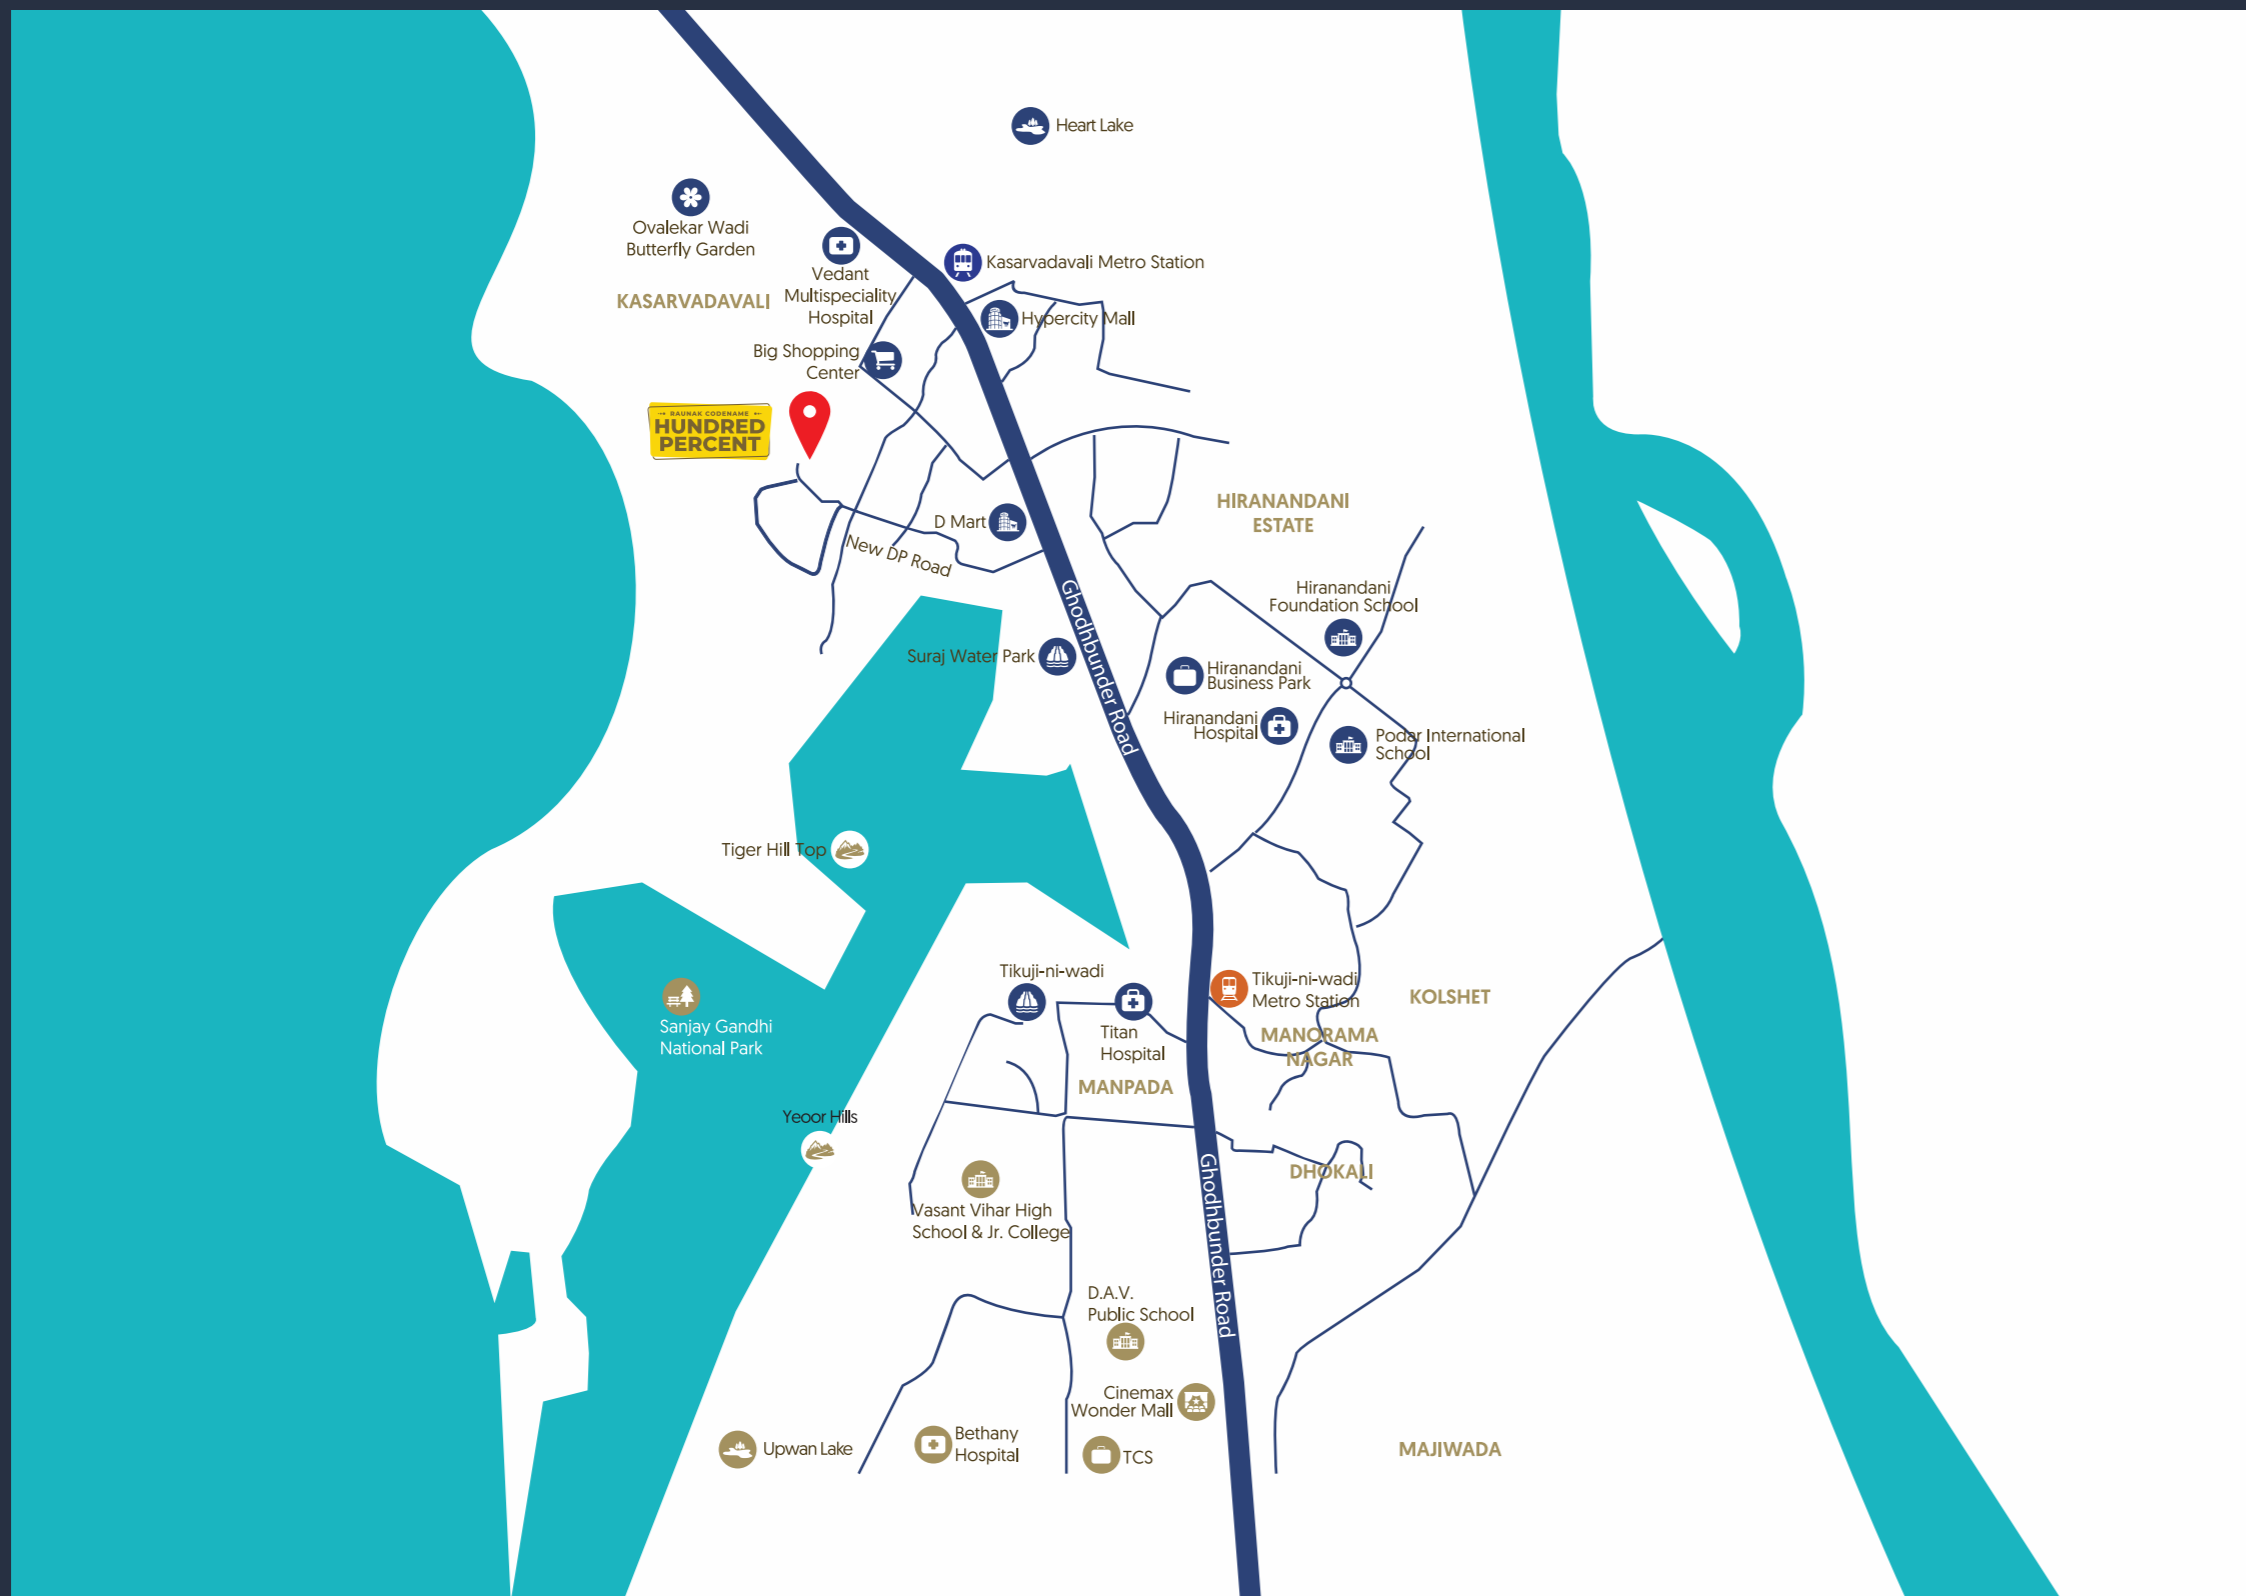 Heart Lake
Ovalekar Wadi
Butterfly Garden
Vedant
Multispeciality
Hospital
Kasarvadavali Metro Station
KASARVADAVALI
Hypercity Mall
Big Shopping
Center
RAUNAK CODENAME
HUNDRED
PERCENT
HIRANANDANI
ESTATE
D Mart
New DP Road
Ghodhbunder Road
Hiranandani
Foundation School
Suraj Water Park
Hiranandani
Business Park
Hiranandani
Hospital
Podar International
School
Tiger Hill Top
Tikuji-ni-wadi
Tikuji-ni-wadi
Metro Station
KOLSHET
Sanjay Gandhi
National Park
Titan
Hospital
MANORAMA
NAGAR
MANPADA
Yeoor Hills
DHOKALI
Vasant Vihar High
School & Jr. College
Ghodhbunder Road
D.A.V.
Public School
Cinemax
Wonder Mall
Upwan Lake
Bethany
Hospital
TCS
MAJIWADA